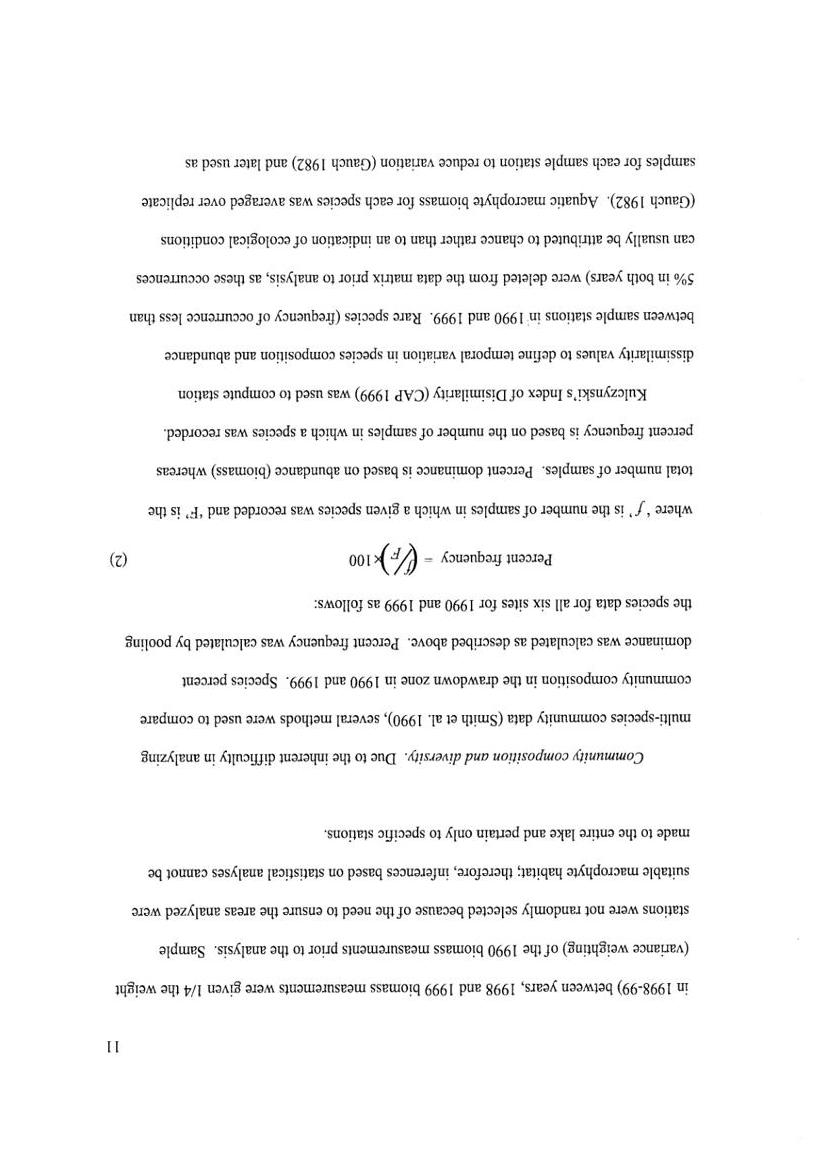 11
in 1998-99) between years, 1998 and 1999 biomass measurements were given 1/4 the weight
(variance weighting) of the 1990 biomass measurements prior to the analysis.  Sample
stations were not randomly selected because of the need to ensure the areas analyzed were
suitable macrophyte habitat; therefore, inferences based on statistical analyses cannot be
made to the entire lake and pertain only to specific stations.
Community composition and diversity.  Due to the inherent difficulty in analyzing
multi-species community data (Smith et al. 1990), several methods were used to compare
community composition in the drawdown zone in 1990 and 1999.  Species percent
dominance was calculated as described above.  Percent frequency was calculated by pooling
the species data for all six sites for 1990 and 1999 as follows:
Percent frequency = (f/F)×100 (2)
where 'f' is the number of samples in which a given species was recorded and 'F' is the
total number of samples.  Percent dominance is based on abundance (biomass) whereas
percent frequency is based on the number of samples in which a species was recorded.
Kulczynski's Index of Disimilarity (CAP 1999) was used to compute station
dissimilarity values to define temporal variation in species composition and abundance
between sample stations in 1990 and 1999.  Rare species (frequency of occurrence less than
5% in both years) were deleted from the data matrix prior to analysis, as these occurrences
can usually be attributed to chance rather than to an indication of ecological conditions
(Gauch 1982).  Aquatic macrophyte biomass for each species was averaged over replicate
samples for each sample station to reduce variation (Gauch 1982) and later used as